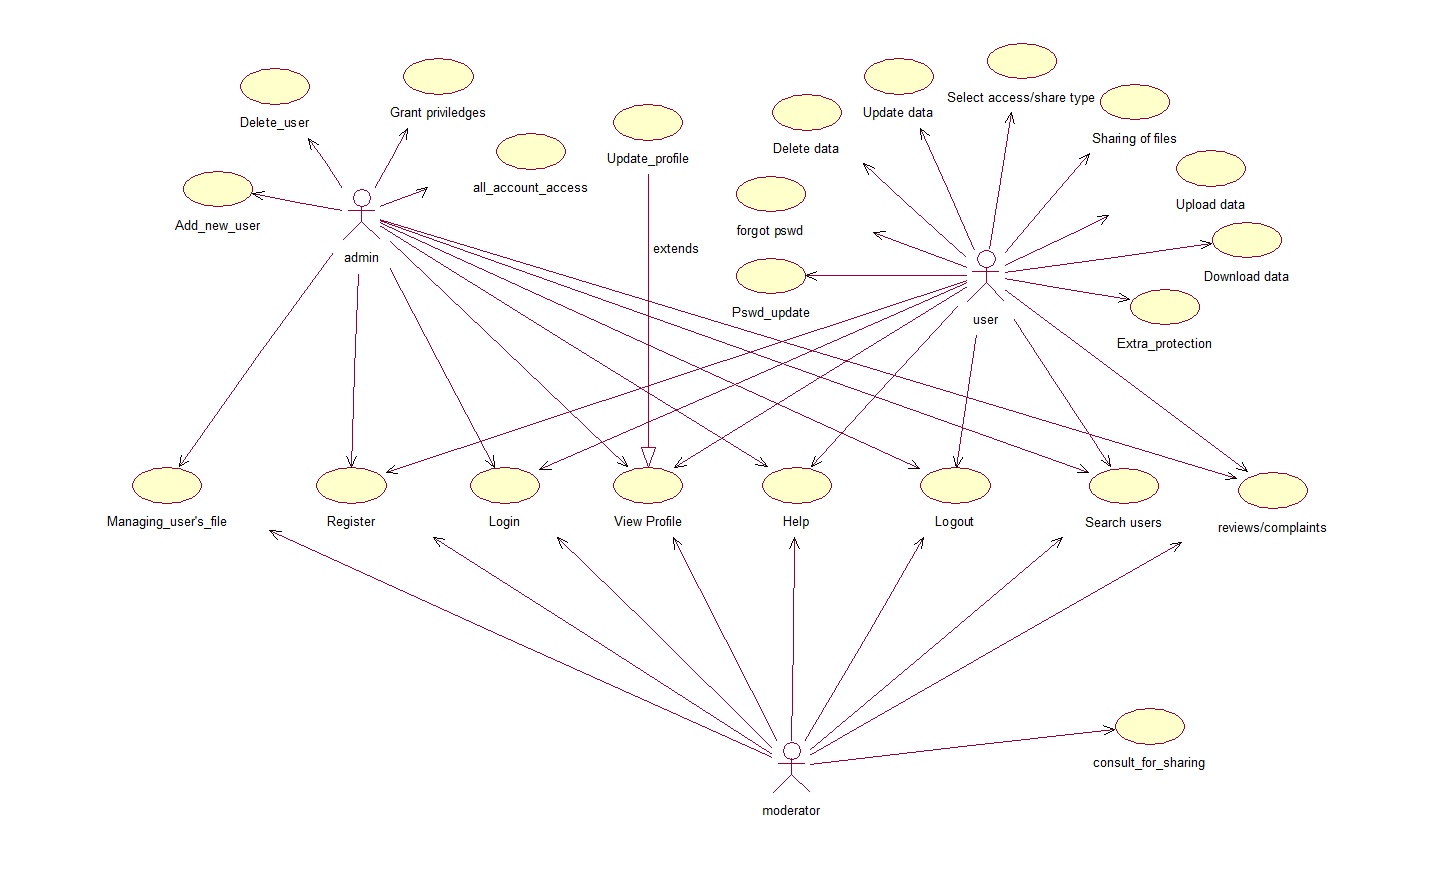 Select access/share type
Grant priviledges
Update data
Delete_user
Sharing of files
Delete data
Update_profile
all_account_access
Upload data
Add_new_user
forgot pswd
extends
admin
Download data
Pswd_update
user
Extra_protection
Managing_user's_file
Register
Login
View Profile
Help
Logout
Search users
reviews/complaints
consult_for_sharing
moderator